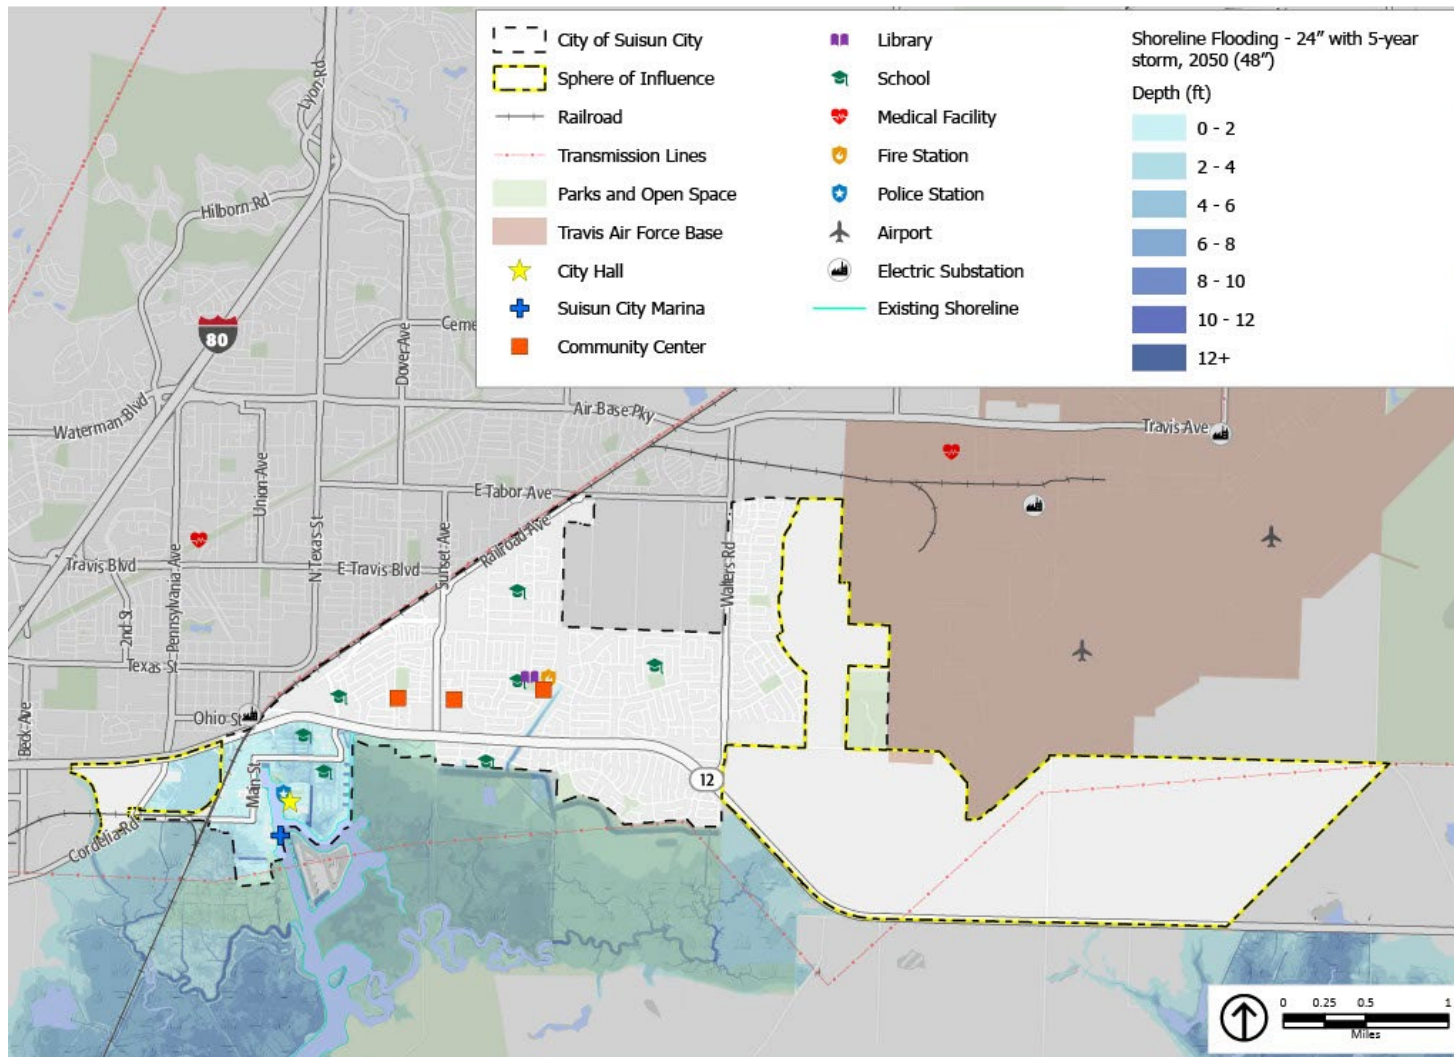 City of Suisun City
Sphere of Influence
Railroad
Transmission Lines
Parks and Open Space
Travis Air Force Base
City Hall
Suisun City Marina
Community Center
Library
School
Medical Facility
Fire Station
Police Station
Airport
Electric Substation
Existing Shoreline
Shoreline Flooding - 24” with 5-year
storm, 2050 (48”)
Depth (ft)
0 - 2
2 - 4
4 - 6
6 - 8
8 - 10
10 - 12
12+
Lyon Rd
Hilborn Rd
80
Dover Ave
Ceme
Waterman Blvd
Air Base Pky
Travis Ave
Union Ave
E Tabor Ave
N Texas St
Sunset Ave
Railroad Ave
Walters Rd
Travis Blvd
E Travis Blvd
Pennsylvania Ave
2nd St
Texas St
Beck Ave
Ohio St
Main St
12
Cordelia Rd
0 0.25 0.5 1
Miles